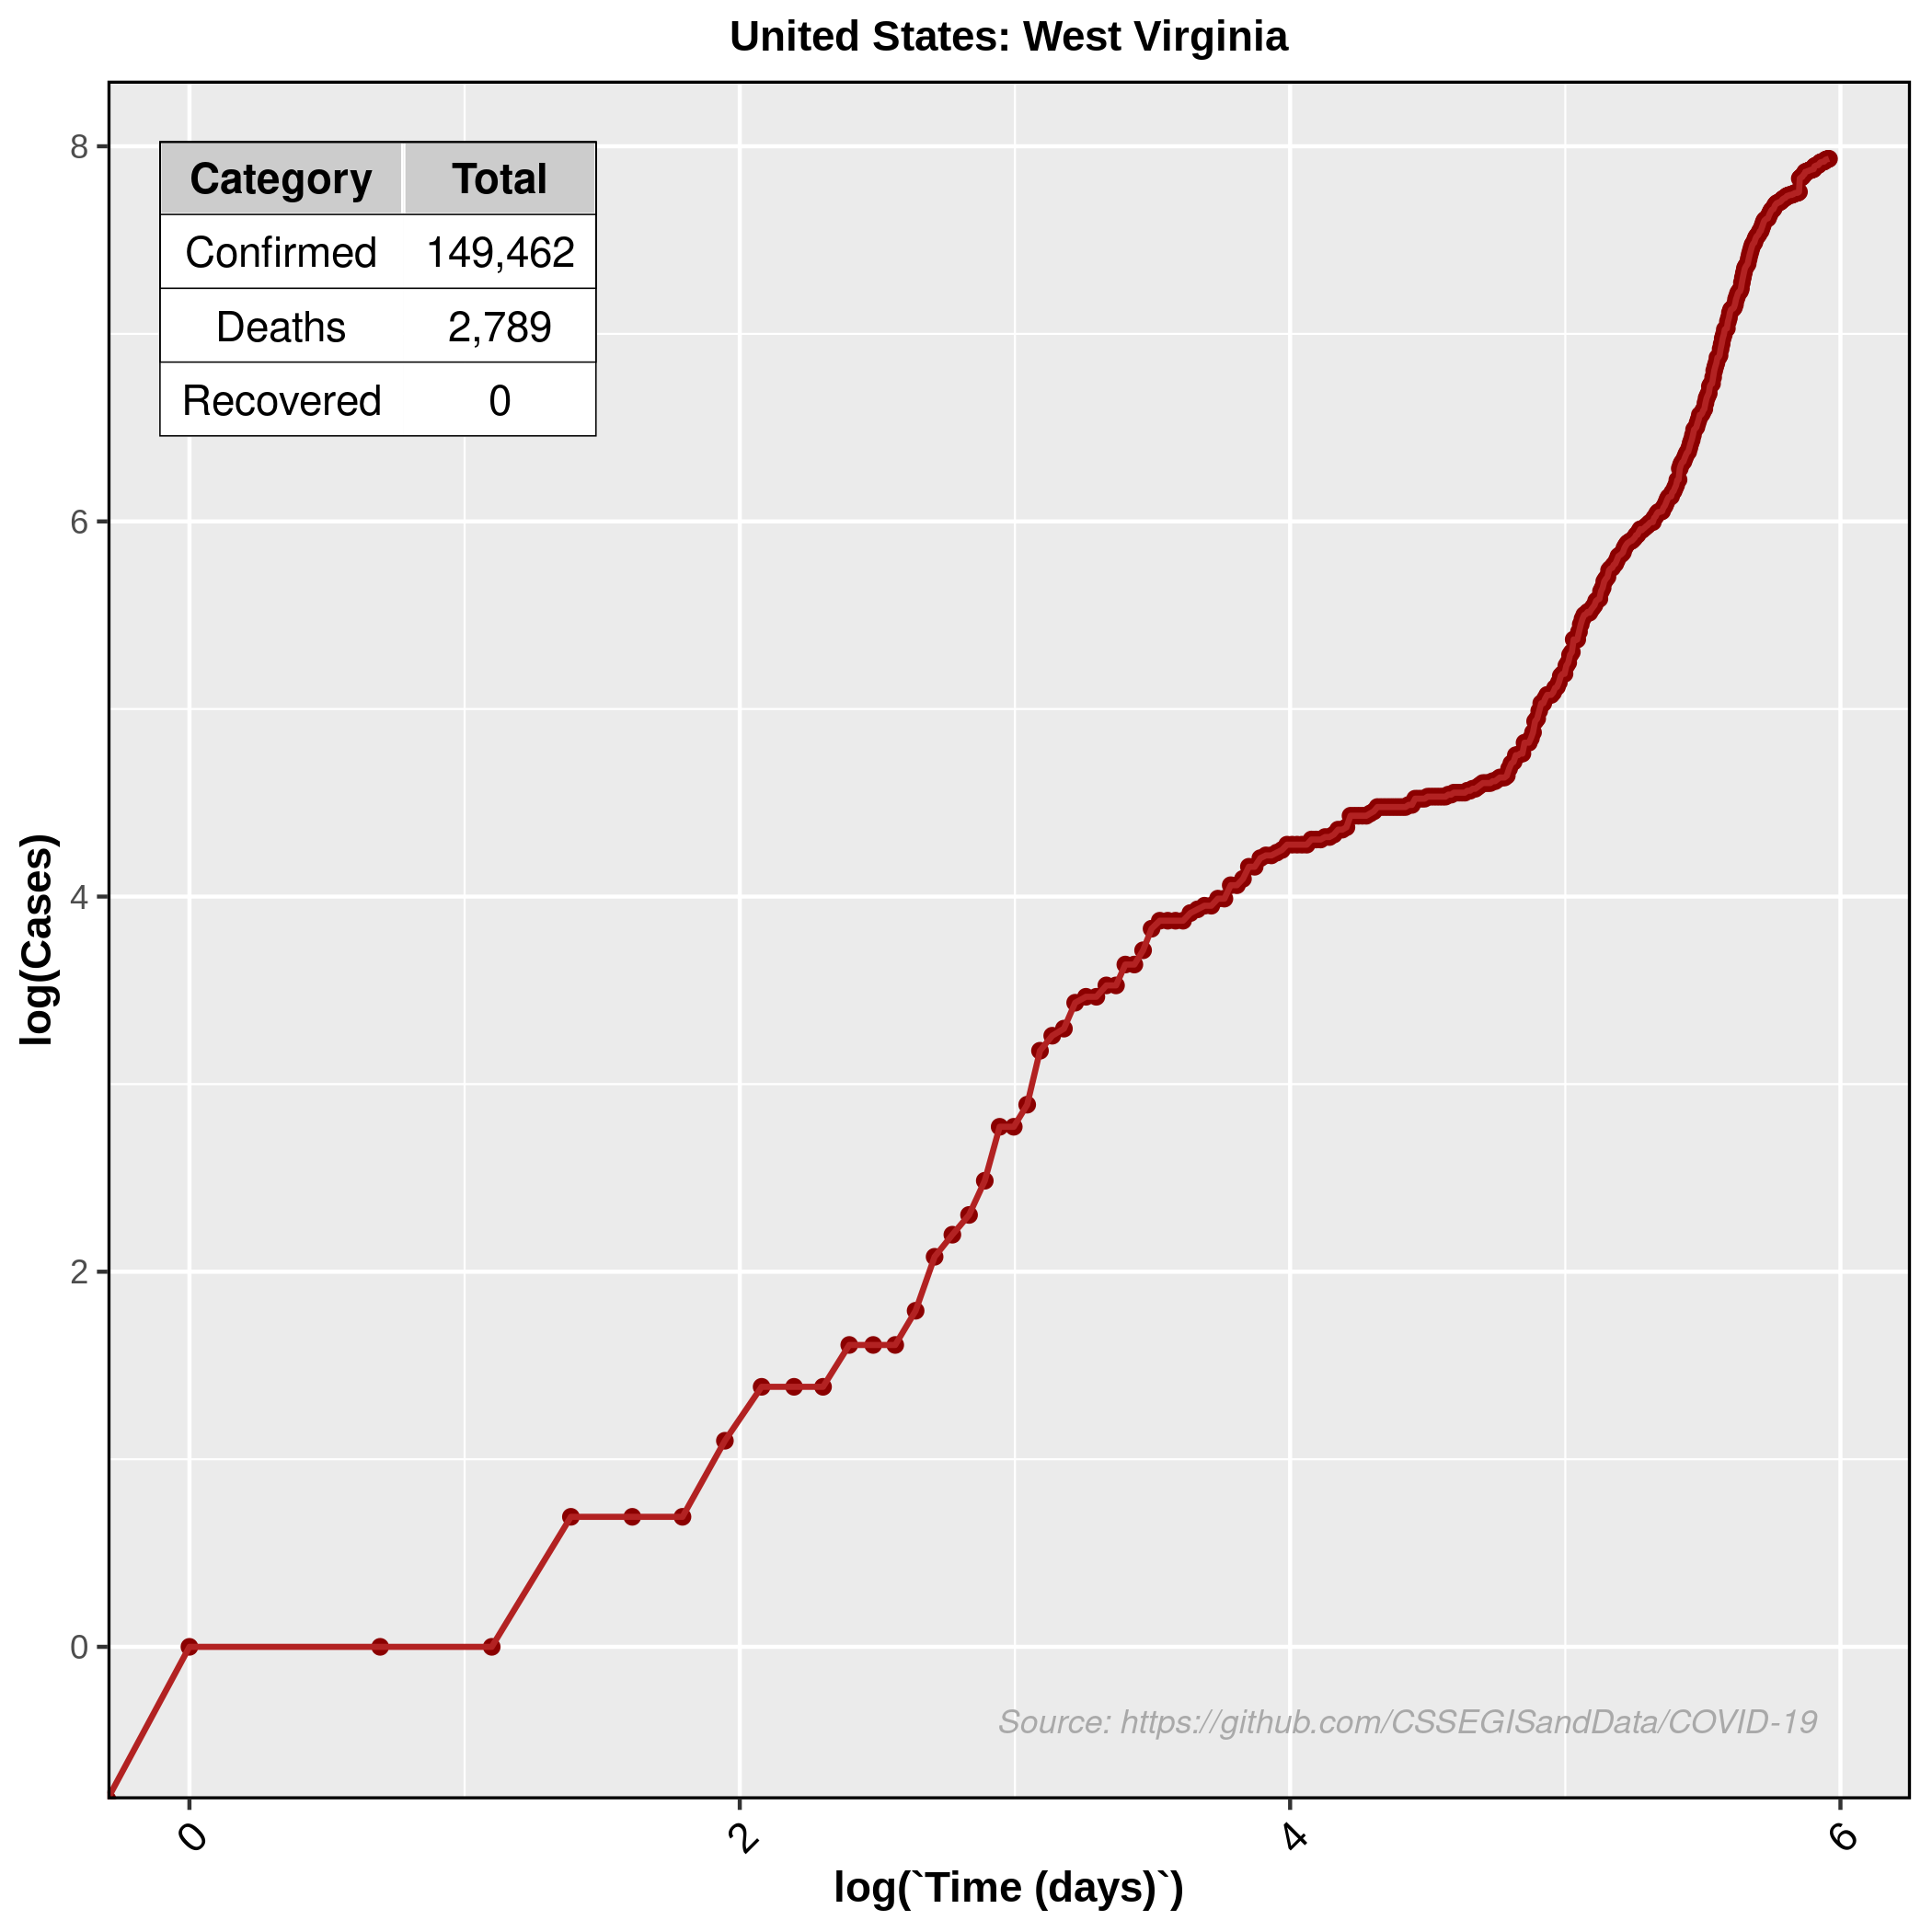 United States: West Virginia
Category Total
Confirmed 149,462
Deaths 2,789
Recovered 0
8
6
4
2
0
log(Cases)
Source: https://github.com/CSSEGISandData/COVID-19
0 2 4 6
log(`Time (days)`)